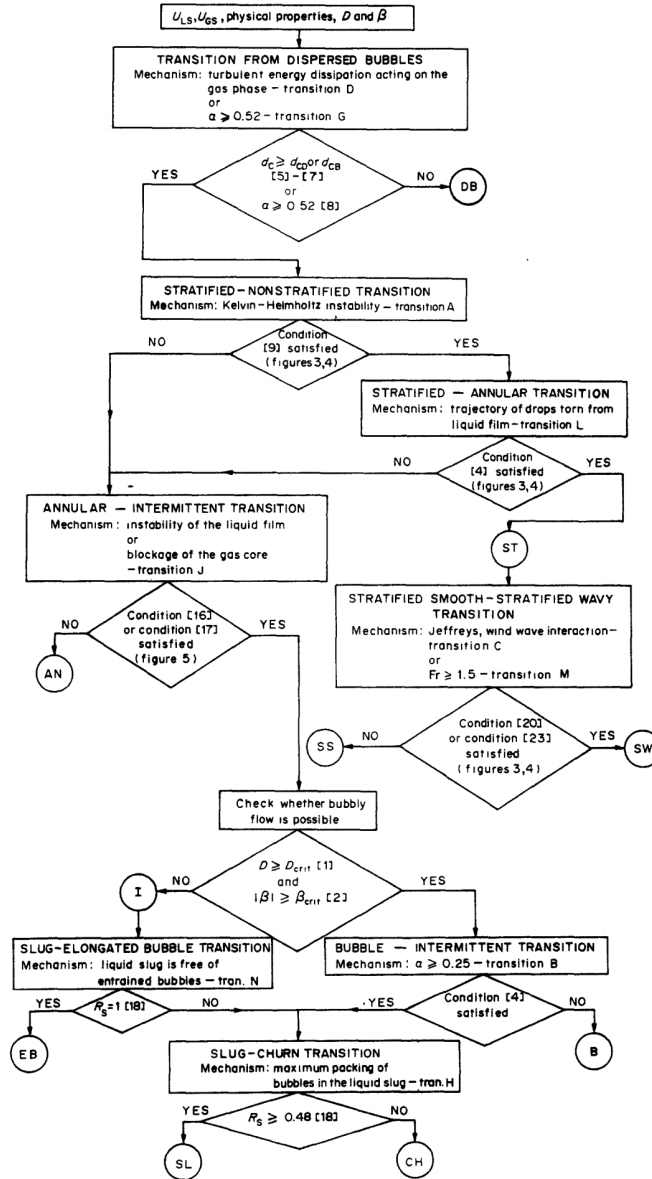 U_LS, U_GS, physical properties, D and β
TRANSITION FROM DISPERSED BUBBLES
Mechanism: turbulent energy dissipation acting on the
gas phase – transition D
or
α ⩾ 0.52 – transition G
d_C ⩾ d_CD or d_CB
[5] – [7]
or
α ⩾ 0 52 [8]
YES
NO
DB
STRATIFIED–NONSTRATIFIED TRANSITION
Mechanism: Kelvin–Helmholtz instability – transition A
Condition
[9] satisfied
(figures 3,4)
NO
YES
STRATIFIED — ANNULAR TRANSITION
Mechanism: trajectory of drops torn from
liquid film–transition L
Condition
[4] satisfied
(figures 3,4)
NO
YES
ANNULAR — INTERMITTENT TRANSITION
Mechanism: instability of the liquid film
or
blockage of the gas core
–transition J
ST
STRATIFIED SMOOTH–STRATIFIED WAVY
TRANSITION
Mechanism: Jeffreys, wind wave interaction–
transition C
or
Fr ⩾ 1.5 – transition M
Condition [16]
or condition [17]
satisfied
(figure 5)
NO
YES
AN
Condition [20]
or condition [23]
satisfied
(figures 3,4)
NO
YES
SS
SW
Check whether bubbly
flow is possible
D ⩾ D_crit [1]
and
|β| ⩾ β_crit [2]
NO
YES
I
SLUG–ELONGATED BUBBLE TRANSITION
Mechanism: liquid slug is free of
entrained bubbles – tran. N
BUBBLE — INTERMITTENT TRANSITION
Mechanism: α ⩾ 0.25 – transition B
YES
R_S=1 [18]
NO
YES
Condition [4]
satisfied
NO
EB
B
SLUG–CHURN TRANSITION
Mechanism: maximum packing of
bubbles in the liquid slug – tran. H
YES
R_S ⩾ 0.48 [18]
NO
SL
CH